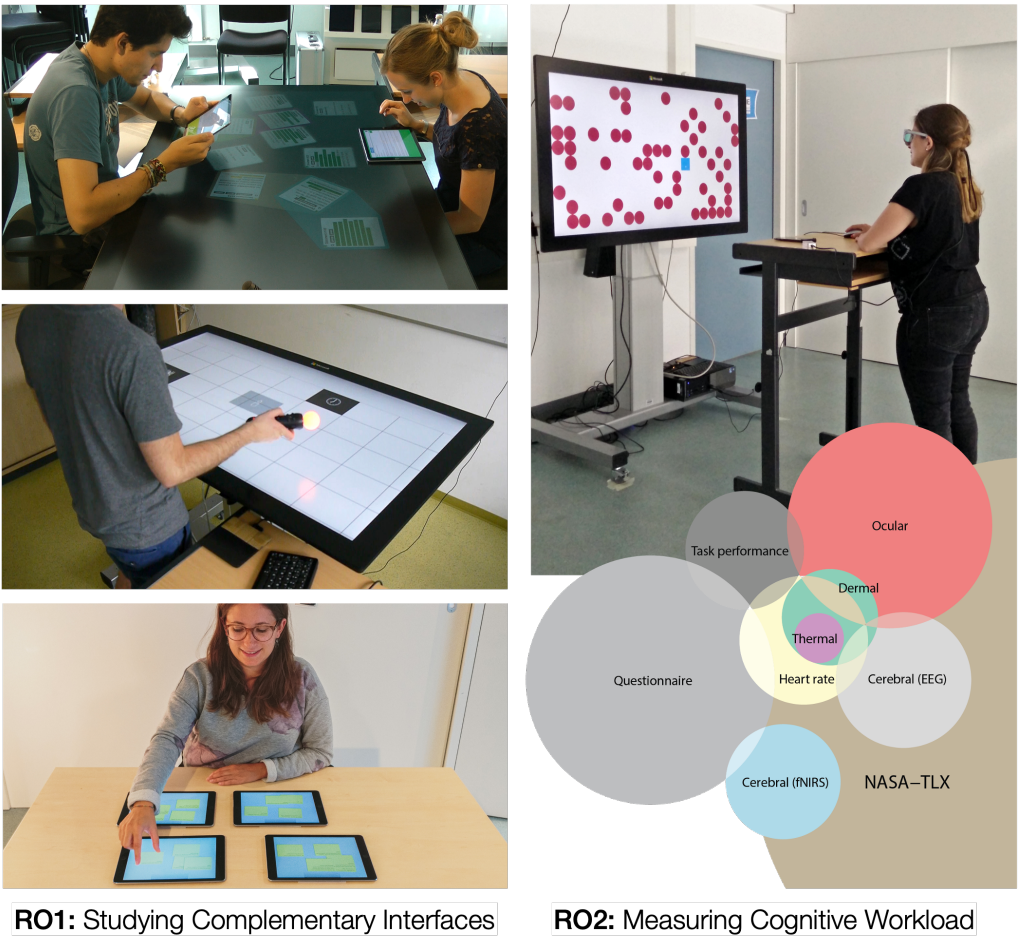 Ocular
Task performance
Dermal
Thermal
Questionnaire
Heart rate
Cerebral (EEG)
Cerebral (fNIRS)
NASA–TLX
RO1: Studying Complementary Interfaces
RO2: Measuring Cognitive Workload